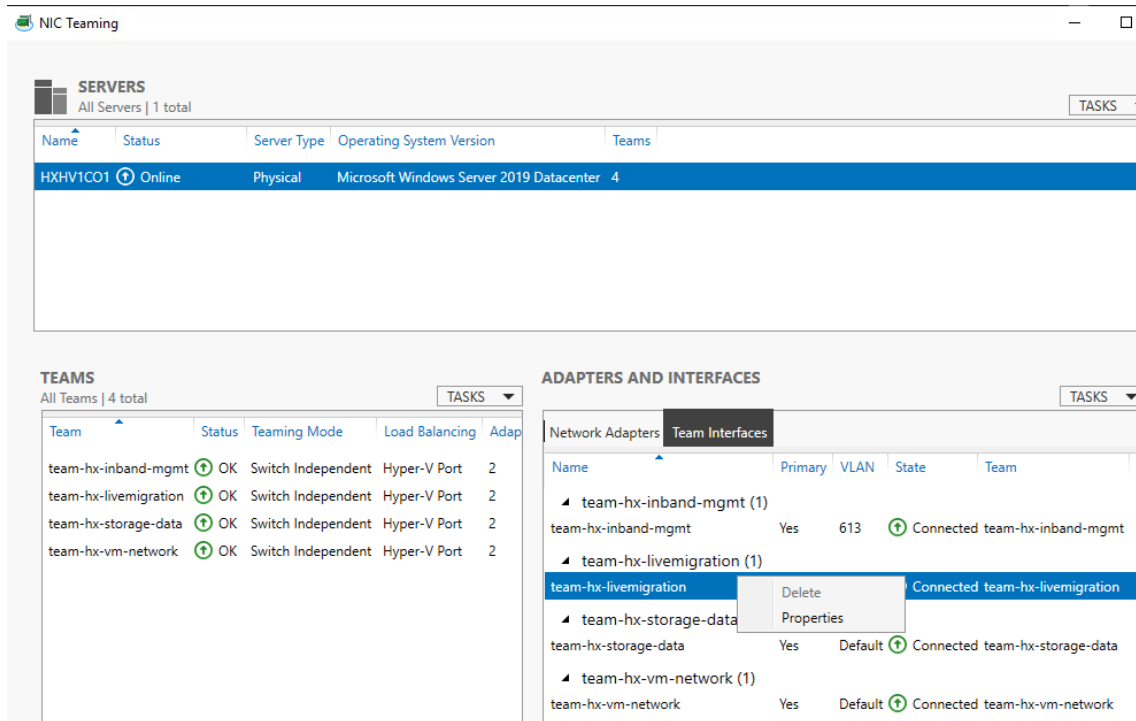 NIC Teaming
SERVERS
All Servers | 1 total
TASKS
Name Status Server Type Operating System Version Teams
HXHV1CO1 Online Physical Microsoft Windows Server 2019 Datacenter 4
TEAMS
All Teams | 4 total
TASKS
Team Status Teaming Mode Load Balancing Adap
team-hx-inband-mgmt OK Switch Independent Hyper-V Port 2
team-hx-livemigration OK Switch Independent Hyper-V Port 2
team-hx-storage-data OK Switch Independent Hyper-V Port 2
team-hx-vm-network OK Switch Independent Hyper-V Port 2
ADAPTERS AND INTERFACES
TASKS
Network Adapters Team Interfaces
Name Primary VLAN State Team
team-hx-inband-mgmt (1)
team-hx-inband-mgmt Yes 613 Connected team-hx-inband-mgmt
team-hx-livemigration (1)
team-hx-livemigration Connected team-hx-livemigration
Delete
Properties
team-hx-storage-data
team-hx-storage-data Yes Default Connected team-hx-storage-data
team-hx-vm-network (1)
team-hx-vm-network Yes Default Connected team-hx-vm-network